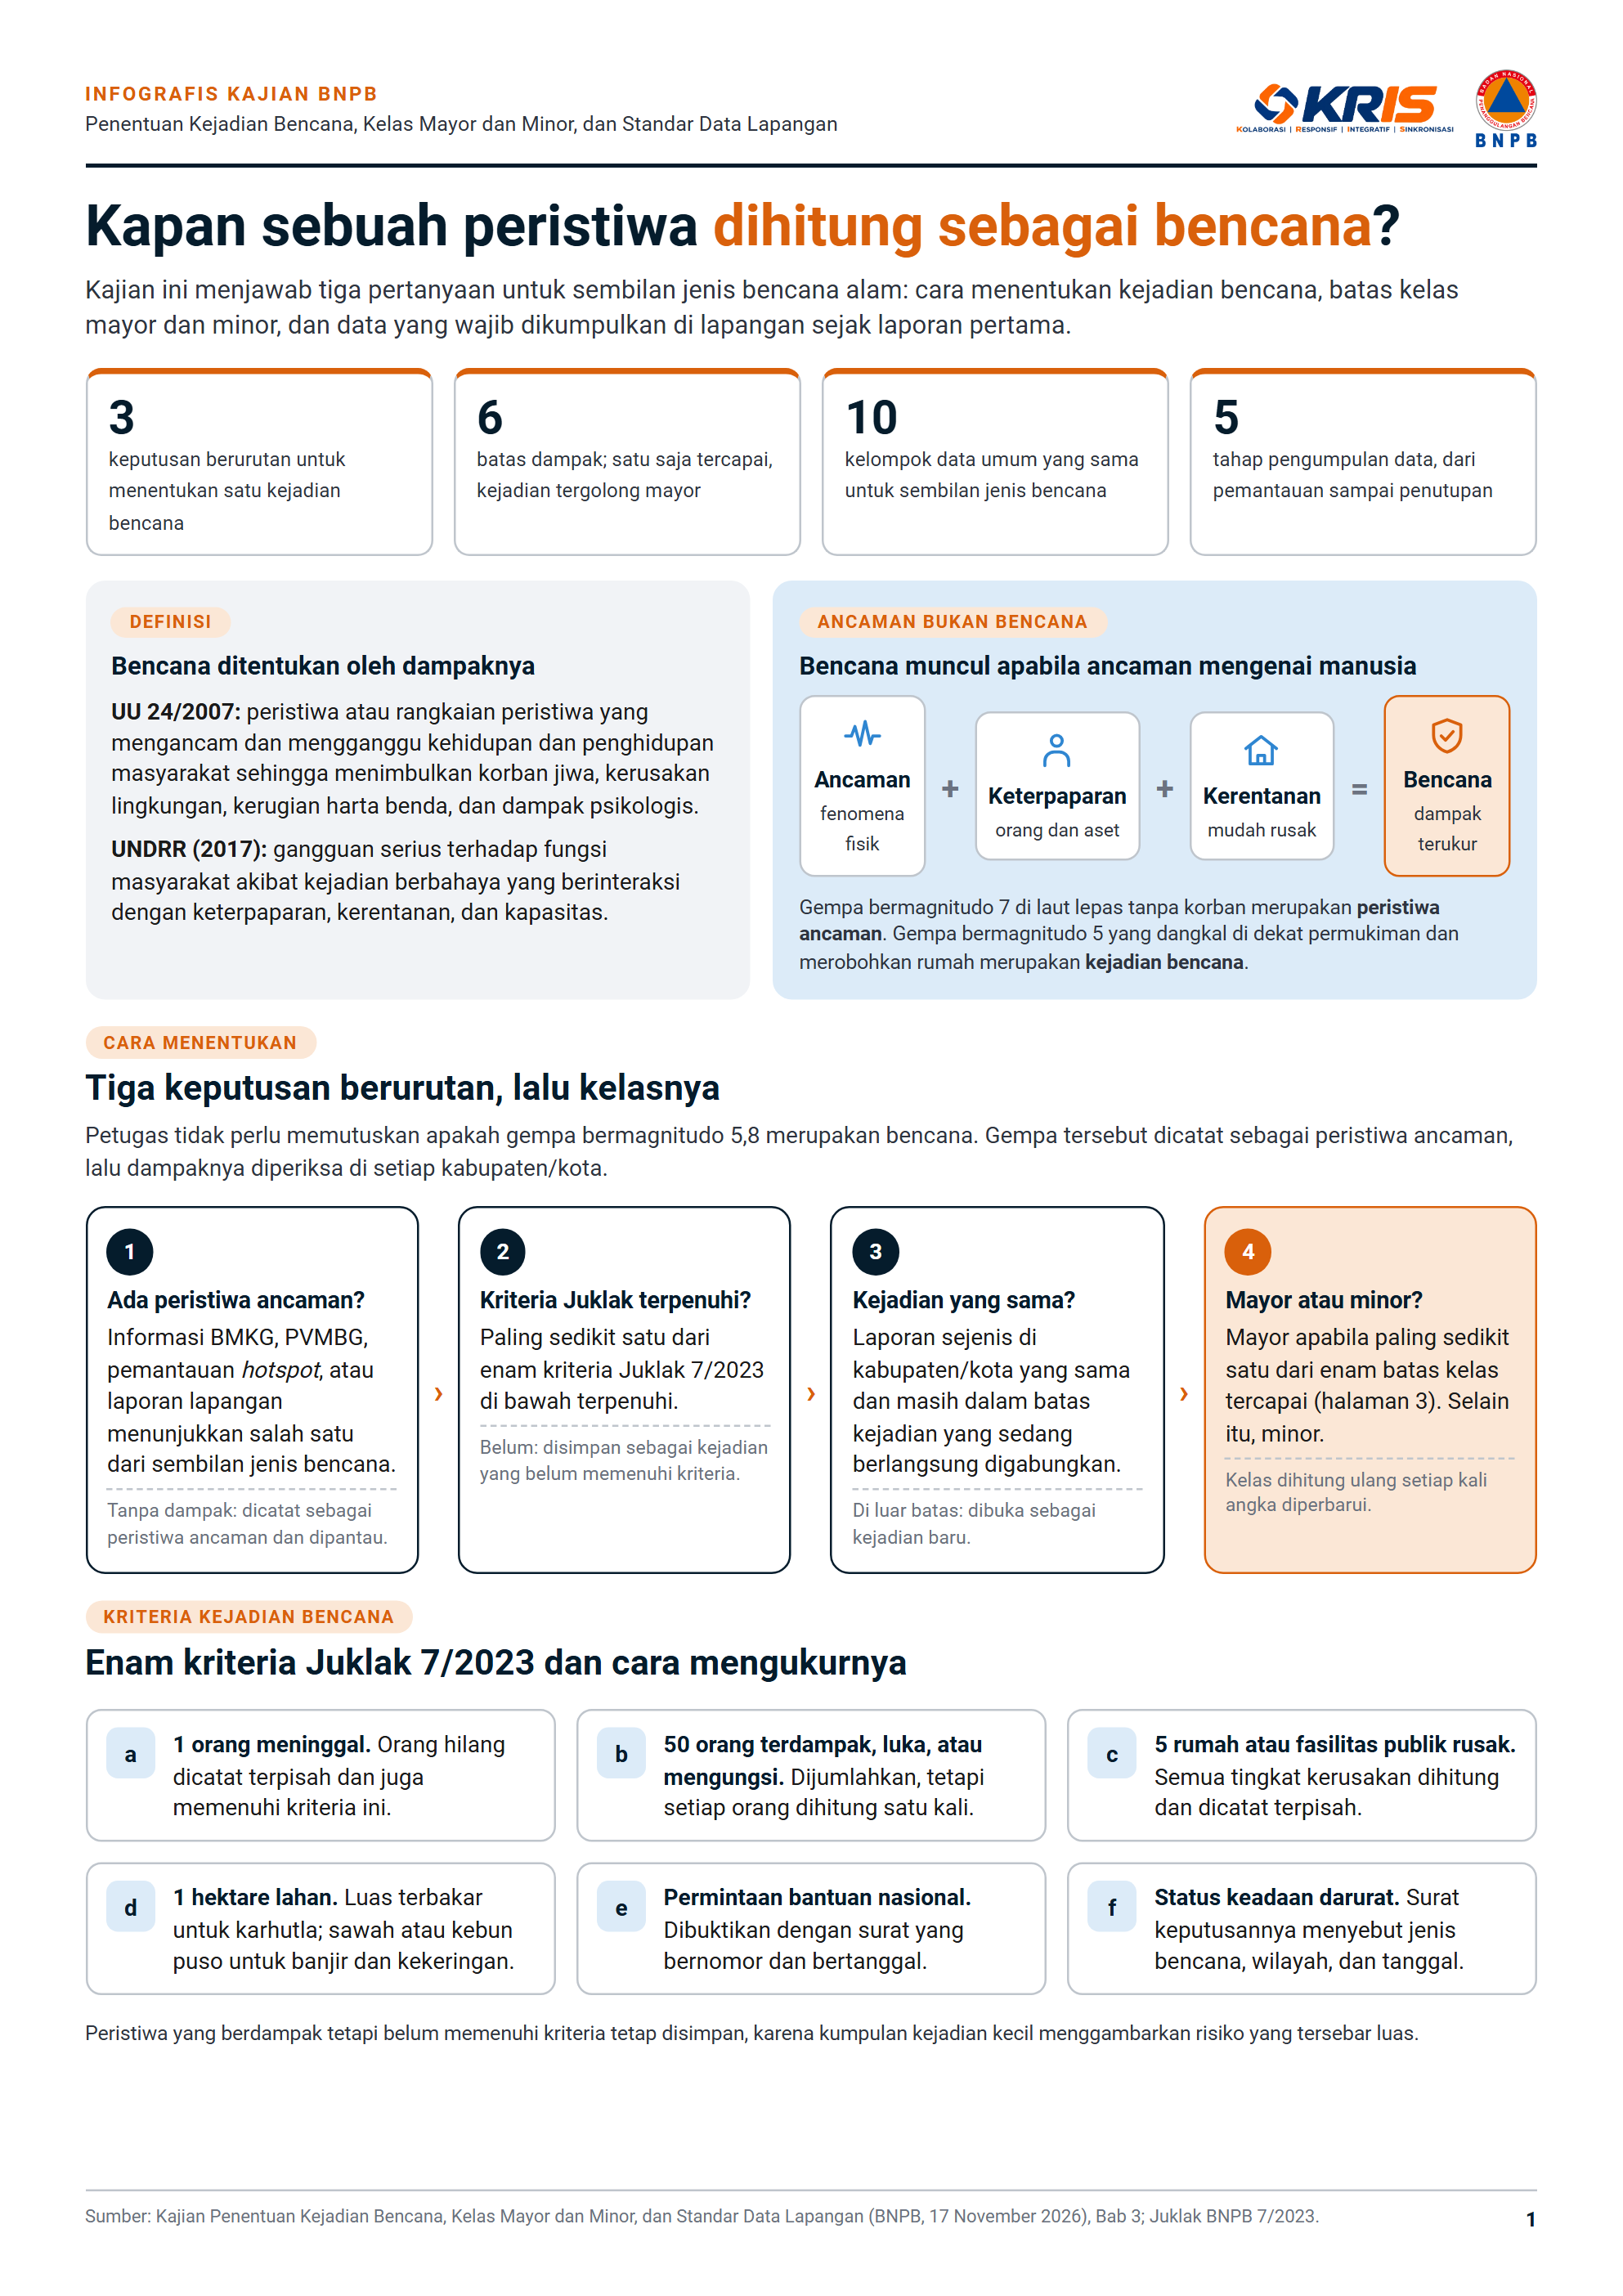 INFOGRAFIS KAJIAN BNPB
Penentuan Kejadian Bencana, Kelas Mayor dan Minor, dan Standar Data Lapangan
KRIS
KOLABORASI | RESPONSIF | INTEGRATIF | SINKRONISASI
BADAN NASIONAL
PENANGGULANGAN BENCANA
BNPB
Kapan sebuah peristiwa dihitung sebagai bencana?
Kajian ini menjawab tiga pertanyaan untuk sembilan jenis bencana alam: cara menentukan kejadian bencana, batas kelas
mayor dan minor, dan data yang wajib dikumpulkan di lapangan sejak laporan pertama.
3
keputusan berurutan untuk
menentukan satu kejadian
bencana
6
batas dampak; satu saja tercapai,
kejadian tergolong mayor
10
kelompok data umum yang sama
untuk sembilan jenis bencana
5
tahap pengumpulan data, dari
pemantauan sampai penutupan
DEFINISI
Bencana ditentukan oleh dampaknya
UU 24/2007: peristiwa atau rangkaian peristiwa yang
mengancam dan mengganggu kehidupan dan penghidupan
masyarakat sehingga menimbulkan korban jiwa, kerusakan
lingkungan, kerugian harta benda, dan dampak psikologis.
UNDRR (2017): gangguan serius terhadap fungsi
masyarakat akibat kejadian berbahaya yang berinteraksi
dengan keterpaparan, kerentanan, dan kapasitas.
ANCAMAN BUKAN BENCANA
Bencana muncul apabila ancaman mengenai manusia
Ancaman
fenomena
fisik
+
Keterpaparan
orang dan aset
+
Kerentanan
mudah rusak
=
Bencana
dampak
terukur
Gempa bermagnitudo 7 di laut lepas tanpa korban merupakan peristiwa
ancaman. Gempa bermagnitudo 5 yang dangkal di dekat permukiman dan
merobohkan rumah merupakan kejadian bencana.
CARA MENENTUKAN
Tiga keputusan berurutan, lalu kelasnya
Petugas tidak perlu memutuskan apakah gempa bermagnitudo 5,8 merupakan bencana. Gempa tersebut dicatat sebagai peristiwa ancaman,
lalu dampaknya diperiksa di setiap kabupaten/kota.
1
Ada peristiwa ancaman?
Informasi BMKG, PVMBG,
pemantauan hotspot, atau
laporan lapangan
menunjukkan salah satu
dari sembilan jenis bencana.
Tanpa dampak: dicatat sebagai
peristiwa ancaman dan dipantau.
›
2
Kriteria Juklak terpenuhi?
Paling sedikit satu dari
enam kriteria Juklak 7/2023
di bawah terpenuhi.
Belum: disimpan sebagai kejadian
yang belum memenuhi kriteria.
›
3
Kejadian yang sama?
Laporan sejenis di
kabupaten/kota yang sama
dan masih dalam batas
kejadian yang sedang
berlangsung digabungkan.
Di luar batas: dibuka sebagai
kejadian baru.
›
4
Mayor atau minor?
Mayor apabila paling sedikit
satu dari enam batas kelas
tercapai (halaman 3). Selain
itu, minor.
Kelas dihitung ulang setiap kali
angka diperbarui.
KRITERIA KEJADIAN BENCANA
Enam kriteria Juklak 7/2023 dan cara mengukurnya
a
1 orang meninggal. Orang hilang
dicatat terpisah dan juga
memenuhi kriteria ini.
b
50 orang terdampak, luka, atau
mengungsi. Dijumlahkan, tetapi
setiap orang dihitung satu kali.
c
5 rumah atau fasilitas publik rusak.
Semua tingkat kerusakan dihitung
dan dicatat terpisah.
d
1 hektare lahan. Luas terbakar
untuk karhutla; sawah atau kebun
puso untuk banjir dan kekeringan.
e
Permintaan bantuan nasional.
Dibuktikan dengan surat yang
bernomor dan bertanggal.
f
Status keadaan darurat. Surat
keputusannya menyebut jenis
bencana, wilayah, dan tanggal.
Peristiwa yang berdampak tetapi belum memenuhi kriteria tetap disimpan, karena kumpulan kejadian kecil menggambarkan risiko yang tersebar luas.
Sumber: Kajian Penentuan Kejadian Bencana, Kelas Mayor dan Minor, dan Standar Data Lapangan (BNPB, 17 November 2026), Bab 3; Juklak BNPB 7/2023.
1